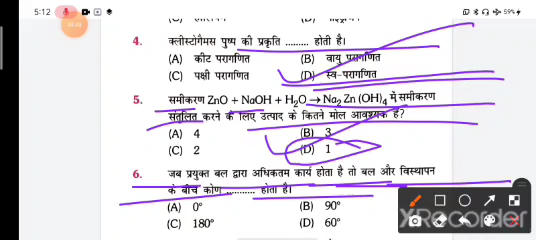 5:12
59%
4. क्लीस्टोगैमस पुष्प की प्रकृति ......... होती है।
(A) कीट परागणित (B) वायु परागणित
(C) पक्षी परागणित (D) स्व-परागणित
5. समीकरण ZnO + NaOH + H₂O → Na₂ Zn (OH)₄ में समीकरण
संतुलित करने के लिए उत्पाद के कितने मोल आवश्यक हैं?
(A) 4 (B) 3
(C) 2 (D) 1
6. जब प्रयुक्त बल द्वारा अधिकतम कार्य होता है तो बल और विस्थापन
के बीच कोण ........... होता है।
(A) 0° (B) 90°
(C) 180° (D) 60°
Recorder